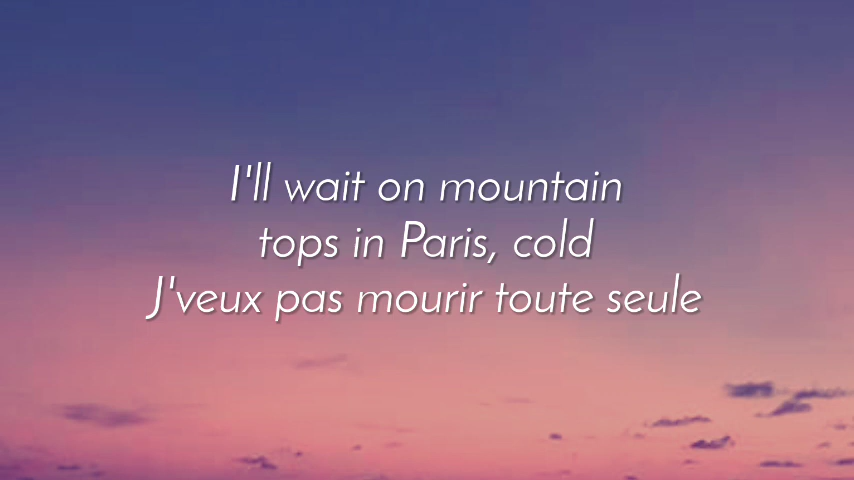 I'll wait on mountain
tops in Paris, cold
J'veux pas mourir toute seule